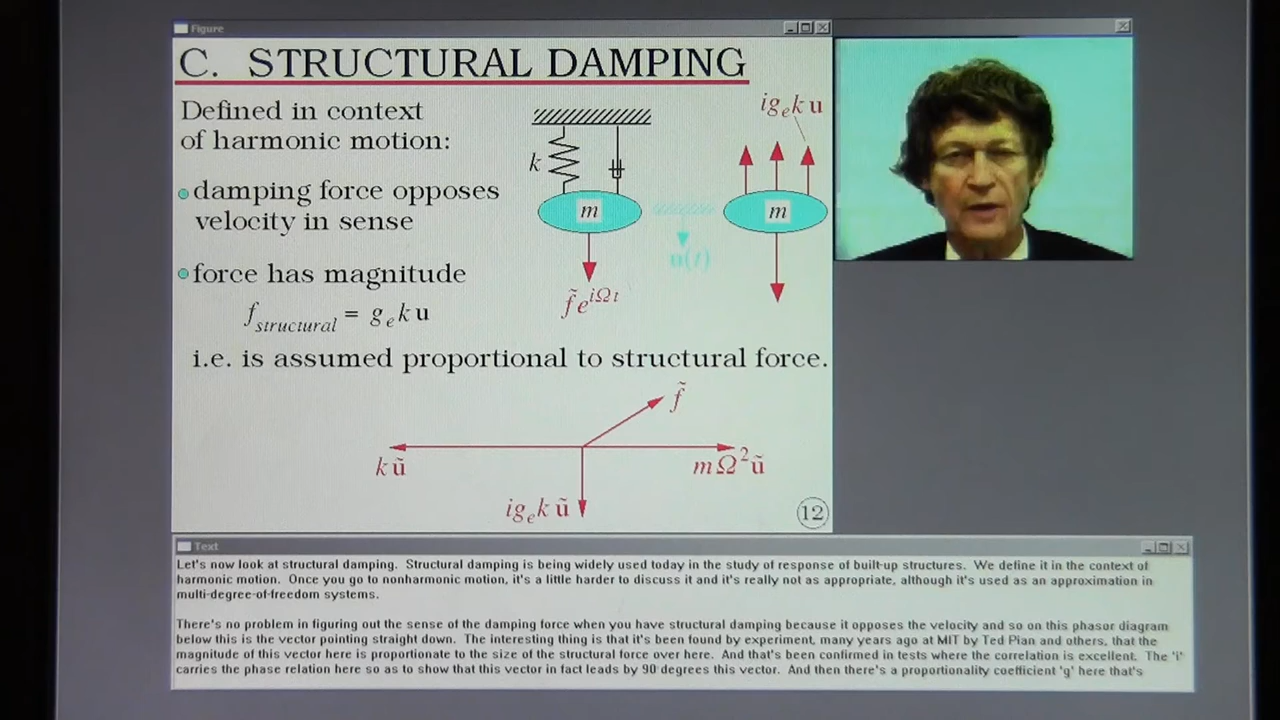 Figure
C. STRUCTURAL DAMPING
Defined in context
of harmonic motion:
damping force opposes
velocity in sense
force has magnitude
f_structural = g_e k u
i.e. is assumed proportional to structural force.
k
m
f̃e^{iΩt}
u(t)
ig_e k u
m
f̃
kũ
mΩ²ũ
ig_e kũ
12
Text
Let's now look at structural damping. Structural damping is being widely used today in the study of response of built-up structures. We define it in the context of
harmonic motion. Once you go to nonharmonic motion, it's a little harder to discuss it and it's really not as appropriate, although it's used as an approximation in
multi-degree-of-freedom systems.
There's no problem in figuring out the sense of the damping force when you have structural damping because it opposes the velocity and so on this phasor diagram
below this is the vector pointing straight down. The interesting thing is that it's been found by experiment, many years ago at MIT by Ted Pian and others, that the
magnitude of this vector here is proportionate to the size of the structural force over here. And that's been confirmed in tests where the correlation is excellent. The 'i'
carries the phase relation here so as to show that this vector in fact leads by 90 degrees this vector. And then there's a proportionality coefficient 'g' here that's